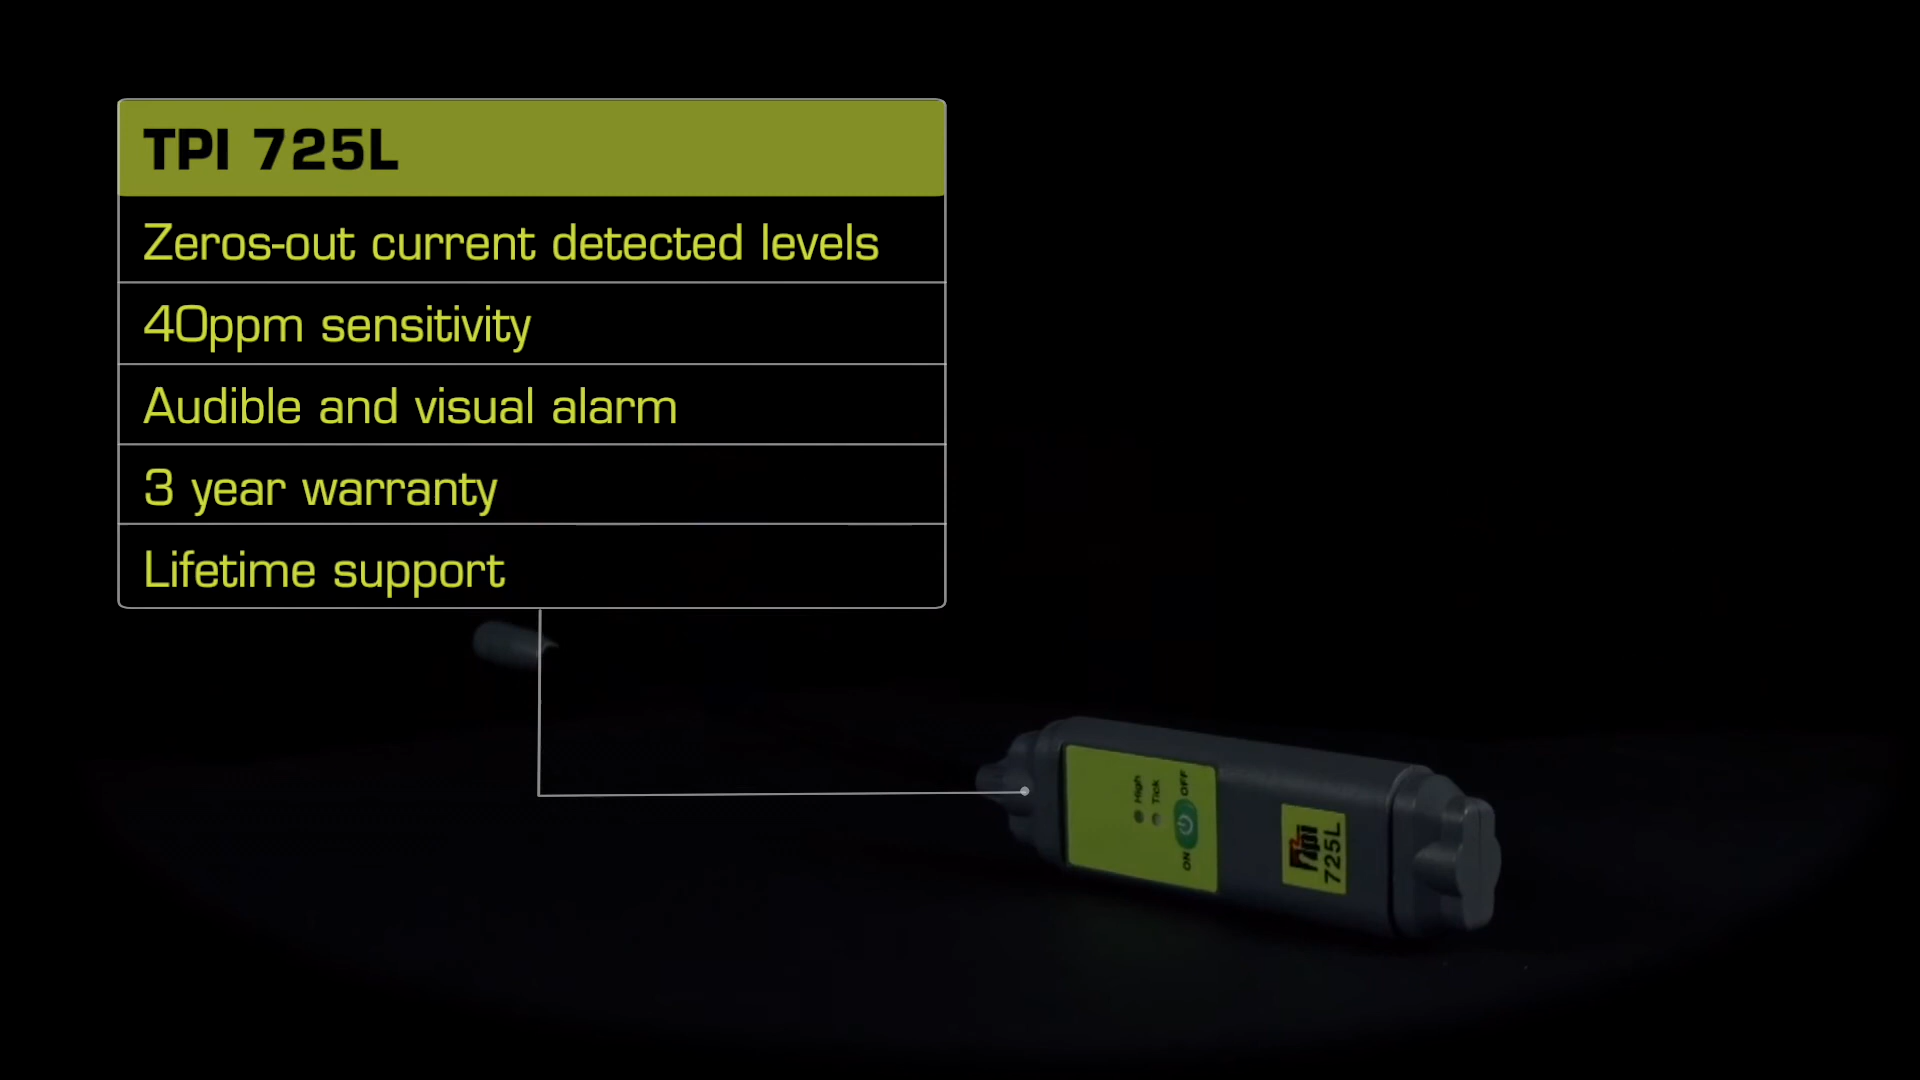 TPI 725L
Zeros-out current detected levels
40ppm sensitivity
Audible and visual alarm
3 year warranty
Lifetime support
High
Tick
ON OFF
tpi
725L